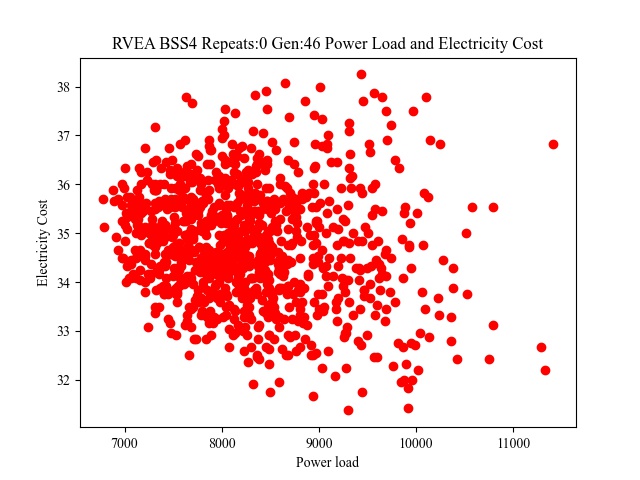 RVEA BSS4 Repeats:0 Gen:46 Power Load and Electricity Cost
38
37
36
35
34
33
32
Electricity Cost
7000 8000 9000 10000 11000
Power load